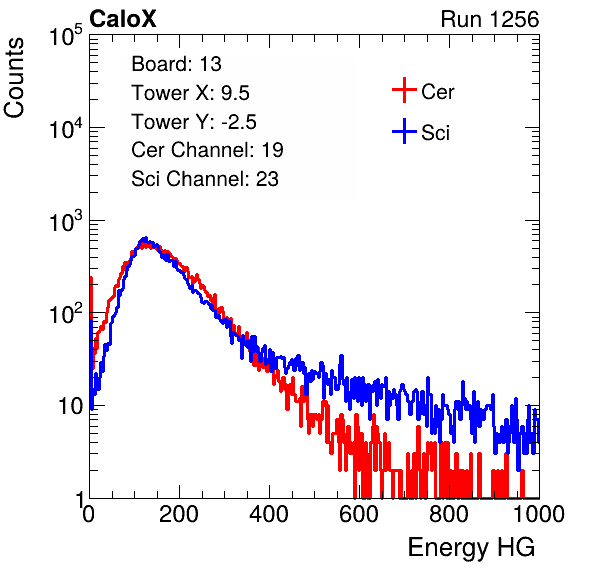 CaloX Run 1256
Counts
Board: 13
Tower X: 9.5
Tower Y: -2.5
Cer Channel: 19
Sci Channel: 23
Cer
Sci
10^5
10^4
10^3
10^2
10
1
0 200 400 600 800 1000
Energy HG